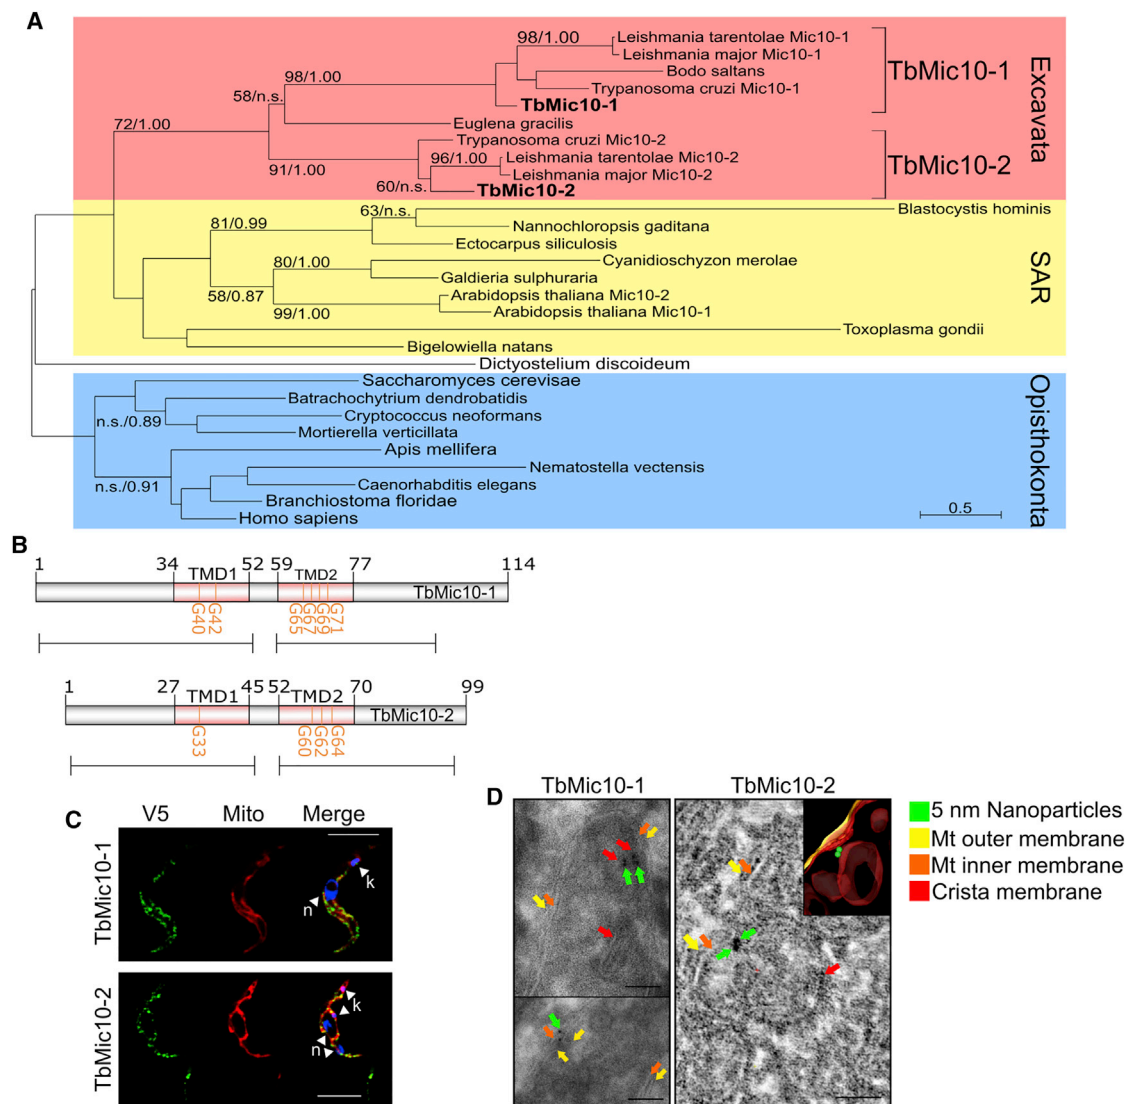 A
98/1.00
Leishmania tarentolae Mic10-1
Leishmania major Mic10-1
98/1.00
Bodo saltans
Trypanosoma cruzi Mic10-1
58/n.s.
TbMic10-1
72/1.00
Euglena gracilis
Trypanosoma cruzi Mic10-2
96/1.00
Leishmania tarentolae Mic10-2
91/1.00
Leishmania major Mic10-2
60/n.s.
TbMic10-2
TbMic10-1
TbMic10-2
Excavata
63/n.s.
Blastocystis hominis
81/0.99
Nannochloropsis gaditana
Ectocarpus siliculosis
80/1.00
Cyanidioschyzon merolae
Galdieria sulphuraria
58/0.87
Arabidopsis thaliana Mic10-2
99/1.00
Arabidopsis thaliana Mic10-1
Toxoplasma gondii
Bigelowiella natans
SAR
Dictyostelium discoideum
Saccharomyces cerevisae
Batrachochytrium dendrobatidis
n.s./0.89
Cryptococcus neoformans
Mortierella verticillata
Apis mellifera
Nematostella vectensis
n.s./0.91
Caenorhabditis elegans
Branchiostoma floridae
Homo sapiens
Opisthokonta
0.5
B
1 34 52 59 77 114
TMD1 TMD2
TbMic10-1
G40 G42 G65 G67 G69 G71
1 27 45 52 70 99
TMD1 TMD2
TbMic10-2
G33 G60 G62 G64
C
V5 Mito Merge
TbMic10-1
k
n
TbMic10-2
k
n
D
TbMic10-1 TbMic10-2
5 nm Nanoparticles
Mt outer membrane
Mt inner membrane
Crista membrane